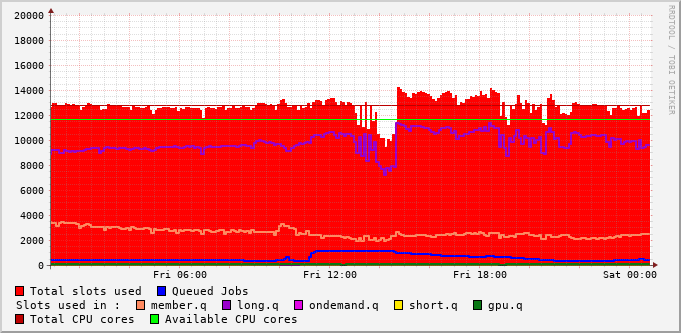 20000
18000
16000
14000
12000
10000
8000
6000
4000
2000
0
Fri 06:00 Fri 12:00 Fri 18:00 Sat 00:00
Total slots used Queued Jobs
Slots used in : member.q long.q ondemand.q short.q gpu.q
Total CPU cores Available CPU cores
RRDTOOL / TOBI OETIKER